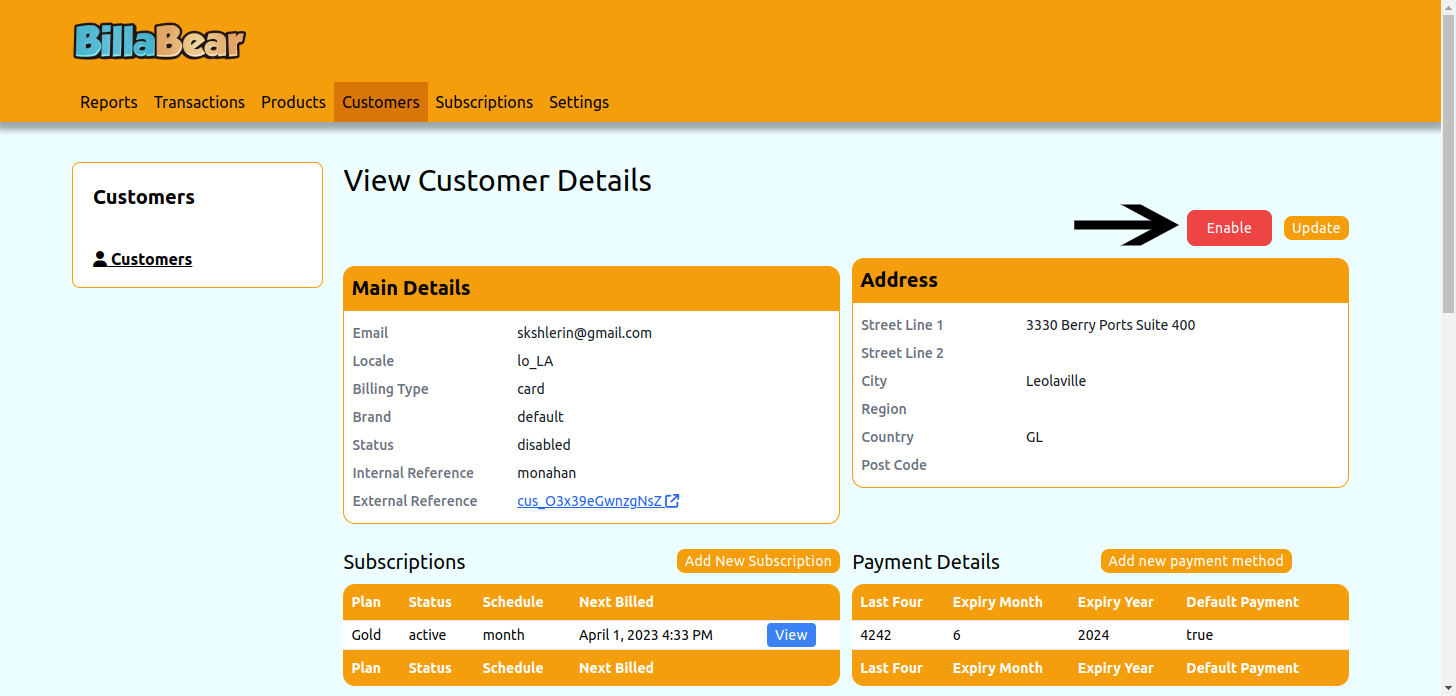 BillaBear
Reports Transactions Products Customers Subscriptions Settings
Customers
Customers
View Customer Details
Enable Update
Main Details
Email skshlerin@gmail.com
Locale lo_LA
Billing Type card
Brand default
Status disabled
Internal Reference monahan
External Reference cus_O3x39eGwnzgNsZ
Address
Street Line 1 3330 Berry Ports Suite 400
Street Line 2
City Leolaville
Region
Country GL
Post Code
Subscriptions Add New Subscription
Plan Status Schedule Next Billed
Gold active month April 1, 2023 4:33 PM View
Plan Status Schedule Next Billed
Payment Details Add new payment method
Last Four Expiry Month Expiry Year Default Payment
4242 6 2024 true
Last Four Expiry Month Expiry Year Default Payment